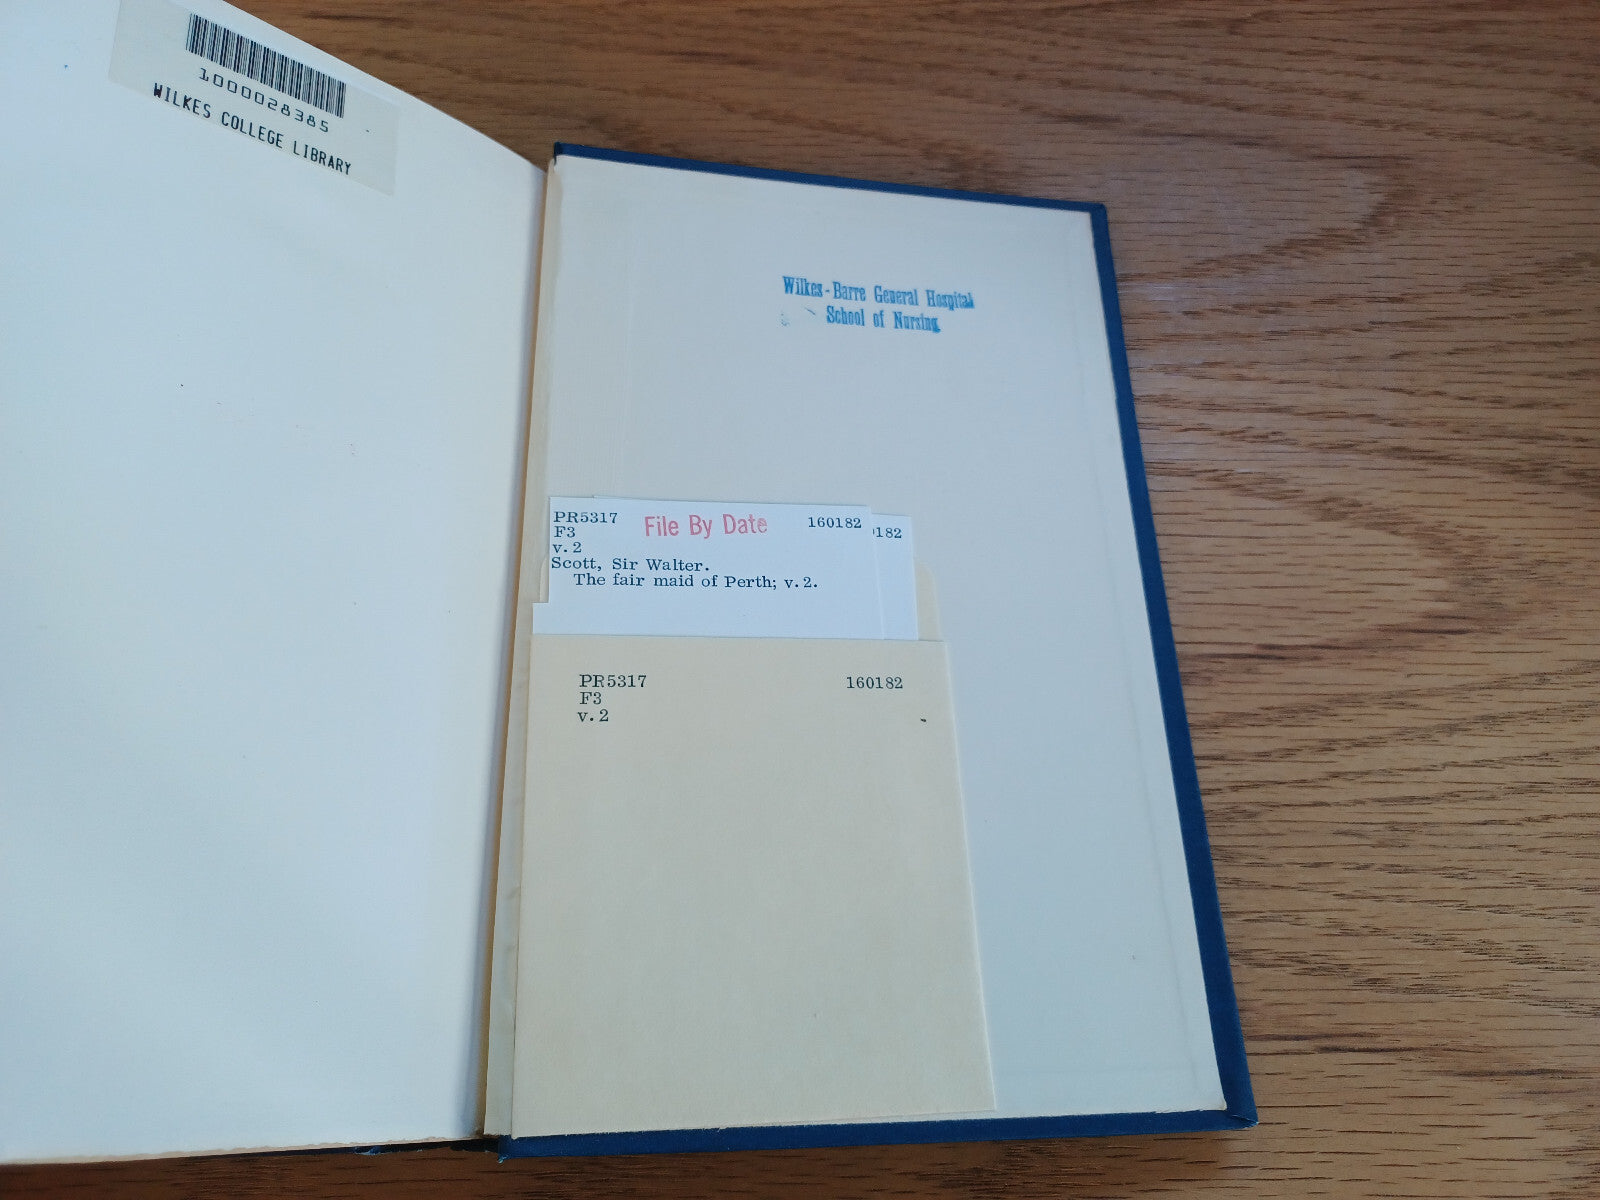 1000028385
WILKES COLLEGE LIBRARY
Wilkes-Barre General Hospital
School of Nursing
PR5317 File By Date 160182
F3
v.2
Scott, Sir Walter.
The fair maid of Perth; v.2.
182
PR5317 160182
F3
v.2